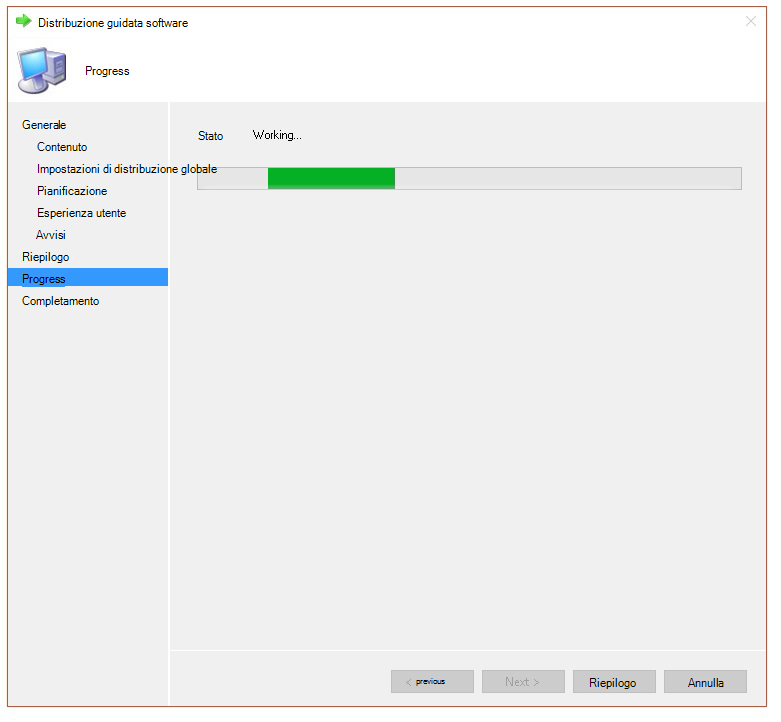 Distribuzione guidata software
Progress
Generale
Contenuto
Impostazioni di distribuzione globale
Pianificazione
Esperienza utente
Avvisi
Riepilogo
Progress
Completamento
Stato Working...
< previous Next > Riepilogo Annulla